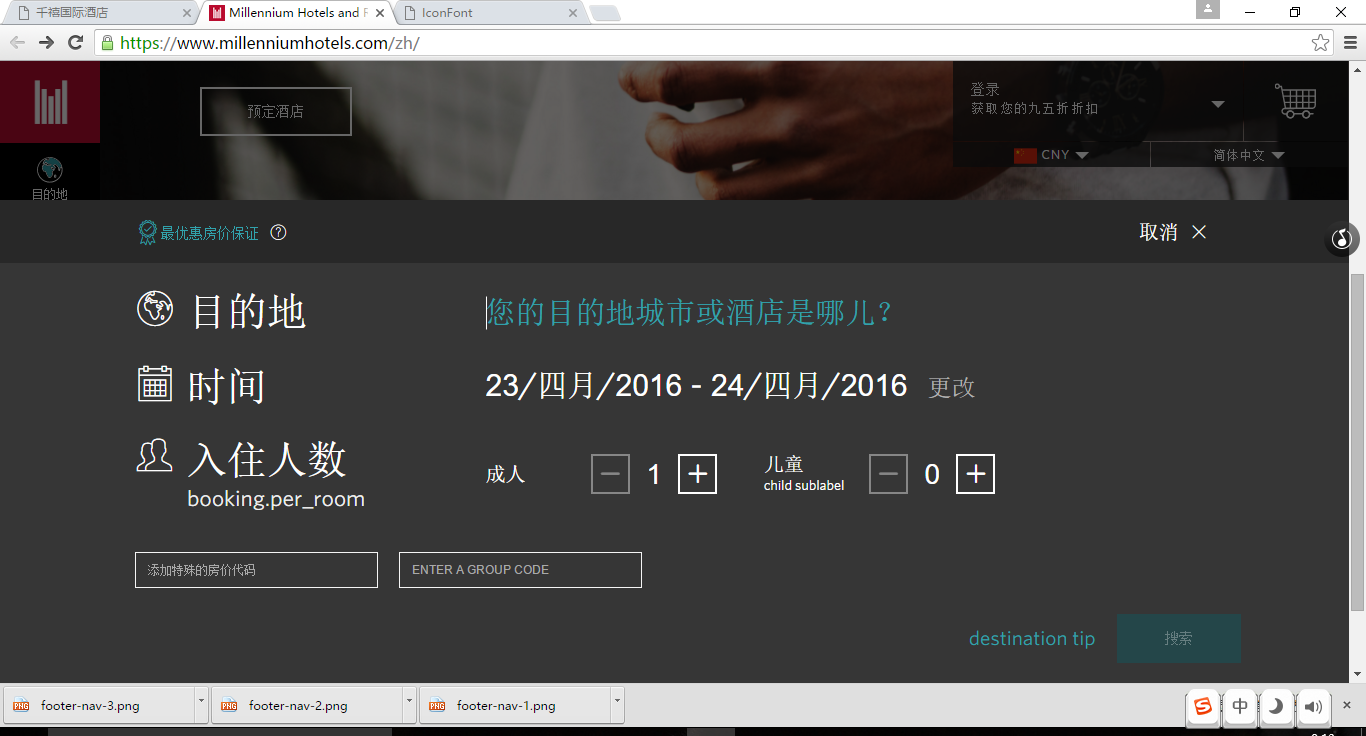 千禧国际酒店
Millennium Hotels and R
IconFont
https://www.millenniumhotels.com/zh/
预定酒店
登录
获取您的九五折折扣
CNY
简体中文
目的地
最优惠房价保证
?
取消
目的地
您的目的地城市或酒店是哪儿?
时间
23/四月/2016 - 24/四月/2016
更改
入住人数
booking.per_room
成人
1
儿童
child sublabel
0
添加特殊的房价代码
ENTER A GROUP CODE
destination tip
搜索
footer-nav-3.png
footer-nav-2.png
footer-nav-1.png
中